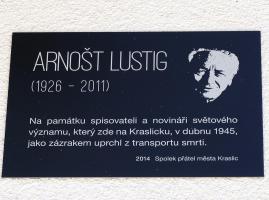 ARNOŠT LUSTIG
(1926 - 2011)
Na památku spisovateli a novináři světového
významu, který zde na Kraslicku, v dubnu 1945,
jako zázrakem uprchl z transportu smrti.
2014 Spolek přátel města Kraslic